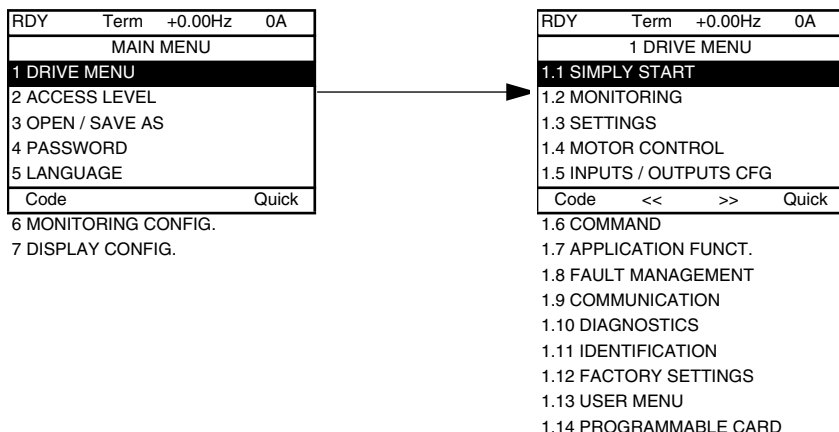 RDY Term +0.00Hz 0A
MAIN MENU
1 DRIVE MENU
2 ACCESS LEVEL
3 OPEN / SAVE AS
4 PASSWORD
5 LANGUAGE
Code Quick
6 MONITORING CONFIG.
7 DISPLAY CONFIG.
RDY Term +0.00Hz 0A
1 DRIVE MENU
1.1 SIMPLY START
1.2 MONITORING
1.3 SETTINGS
1.4 MOTOR CONTROL
1.5 INPUTS / OUTPUTS CFG
Code << >> Quick
1.6 COMMAND
1.7 APPLICATION FUNCT.
1.8 FAULT MANAGEMENT
1.9 COMMUNICATION
1.10 DIAGNOSTICS
1.11 IDENTIFICATION
1.12 FACTORY SETTINGS
1.13 USER MENU
1.14 PROGRAMMABLE CARD